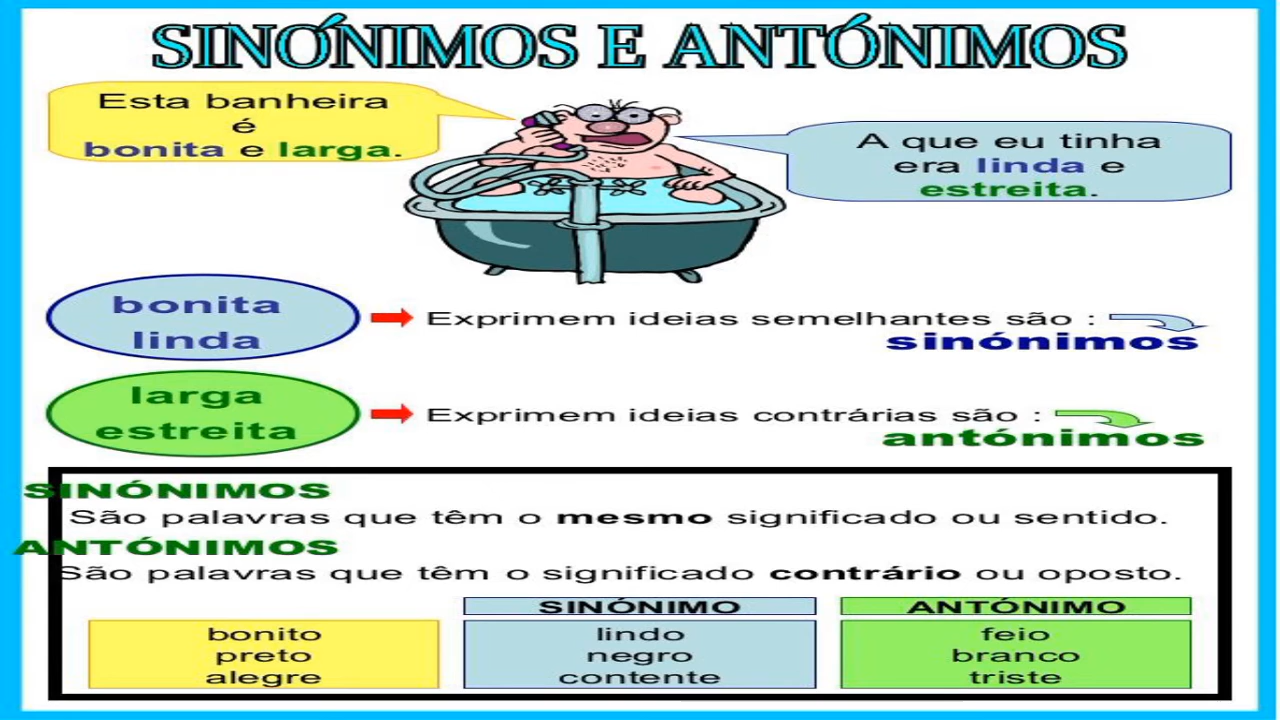 SINÓNIMOS E ANTÓNIMOS
Esta banheira
é
bonita e larga.
A que eu tinha
era linda e
estreita.
bonita
linda
Exprimem ideias semelhantes são :
sinónimos
larga
estreita
Exprimem ideias contrárias são :
antónimos
SINÓNIMOS
São palavras que têm o mesmo significado ou sentido.
ANTÓNIMOS
São palavras que têm o significado contrário ou oposto.
SINÓNIMO ANTÓNIMO
bonito lindo feio
preto negro branco
alegre contente triste